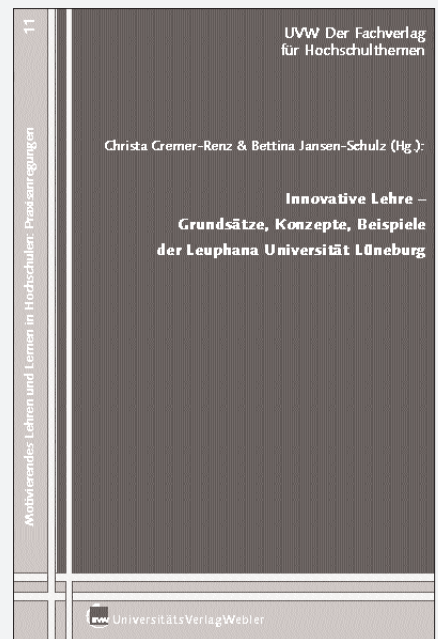 11
Motivierendes Lehren und Lernen in Hochschulen: Praxisanregungen
UVW Der Fachverlag
für Hochschulthemen
Christa Cremer-Renz & Bettina Jansen-Schulz (Hg.):
Innovative Lehre –
Grundsätze, Konzepte, Beispiele
der Leuphana Universität Lüneburg
UVW UniversitätsVerlagWebler